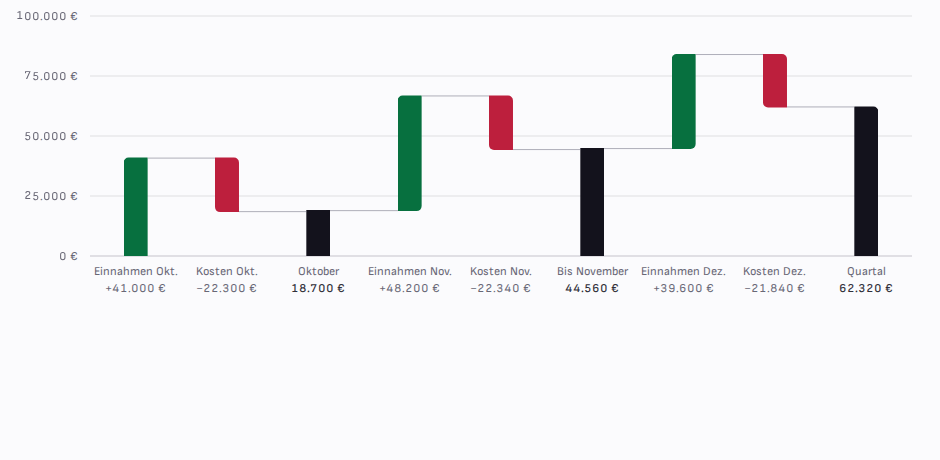 100.000 €
75.000 €
50.000 €
25.000 €
0 €
Einnahmen Okt. Kosten Okt. Oktober Einnahmen Nov. Kosten Nov. Bis November Einnahmen Dez. Kosten Dez. Quartal
+41.000 € −22.300 € 18.700 € +48.200 € −22.340 € 44.560 € +39.600 € −21.840 € 62.320 €